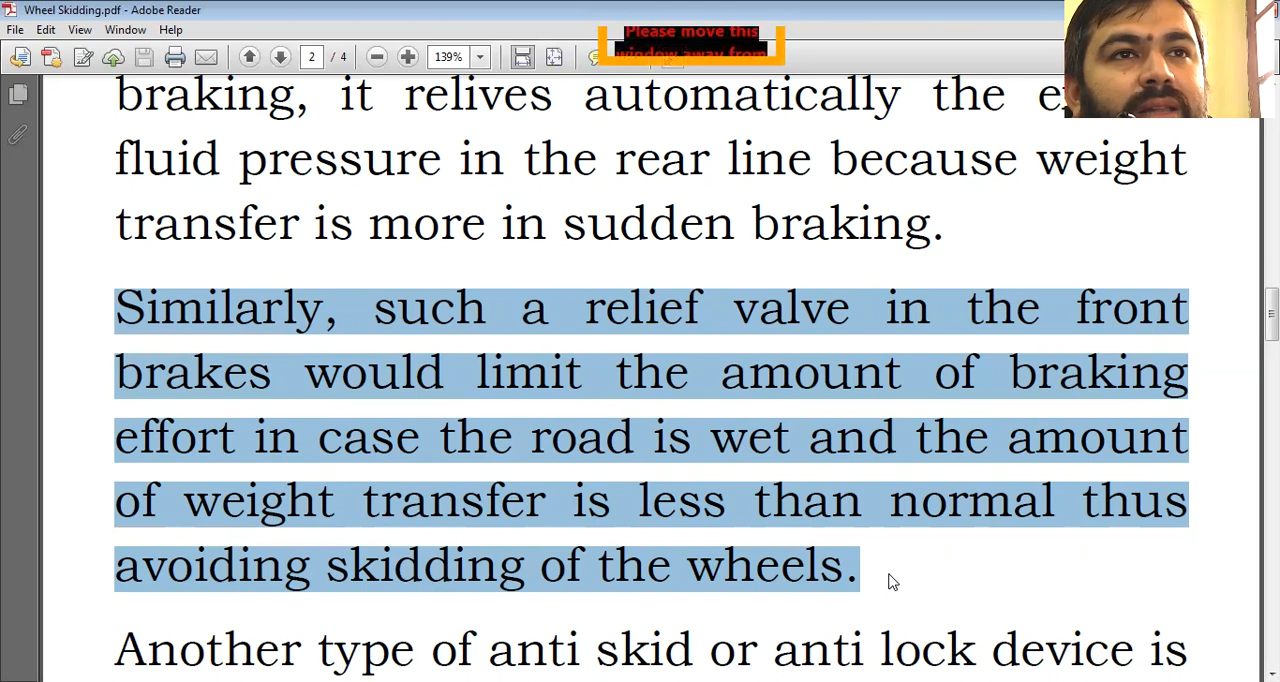 Wheel Skidding.pdf - Adobe Reader
File Edit View Window Help
2 / 4 139%
Please move this
window away from
braking, it relives automatically the
fluid pressure in the rear line because weight
transfer is more in sudden braking.
Similarly, such a relief valve in the front
brakes would limit the amount of braking
effort in case the road is wet and the amount
of weight transfer is less than normal thus
avoiding skidding of the wheels.
Another type of anti skid or anti lock device is